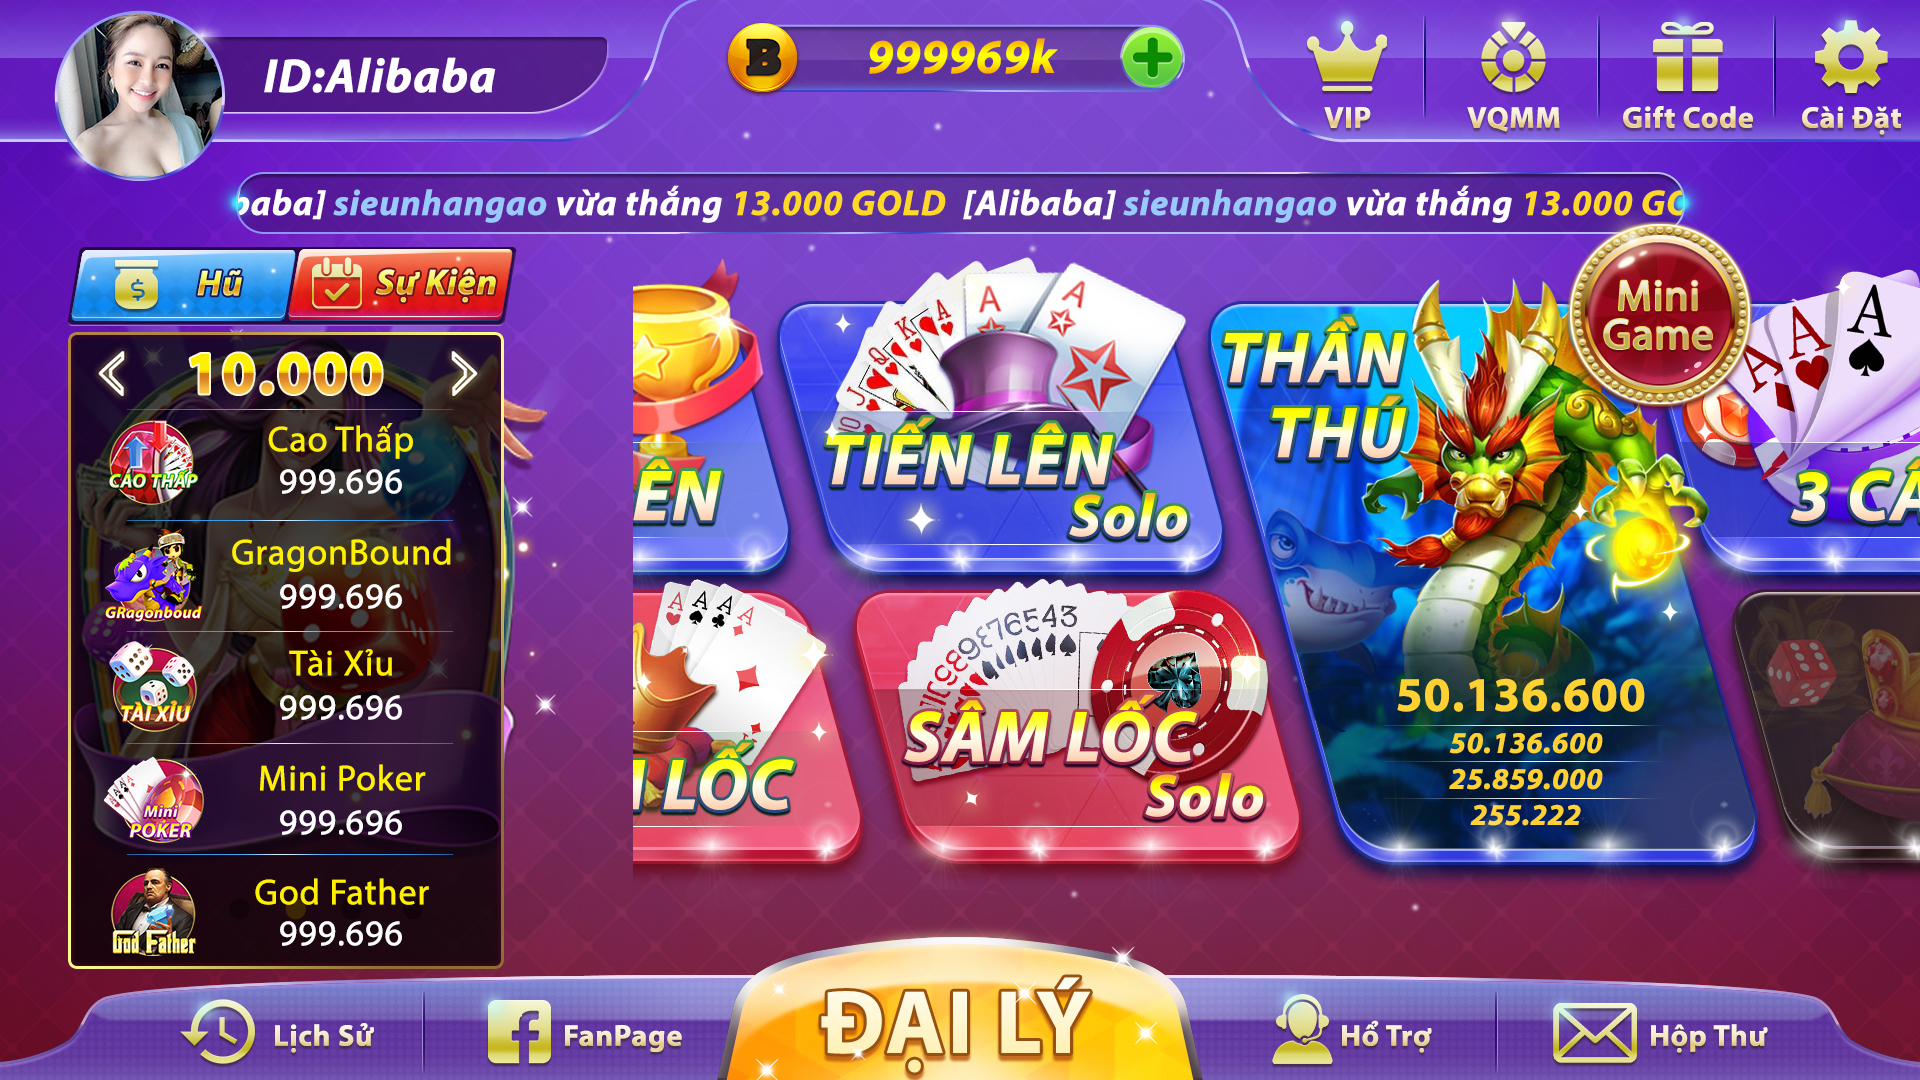 ID:Alibaba
B
999969k
VIP
VQMM
Gift Code
Cài Đặt
baba] sieunhangao vừa thắng 13.000 GOLD [Alibaba] sieunhangao vừa thắng 13.000 GO
Hũ
Sự Kiện
10.000
CAO THẤP
Cao Thấp
999.696
GRagonboud
GragonBound
999.696
TÀI XỈU
Tài Xỉu
999.696
Mini
POKER
Mini Poker
999.696
God Father
God Father
999.696
ÊN
TIẾN LÊN
Solo
THẦN
THÚ
Mini
Game
3 CÂ
LỐC
SÂM LỐC
Solo
50.136.600
50.136.600
25.859.000
255.222
Lịch Sử
FanPage
ĐẠI LÝ
Hổ Trợ
Hộp Thư